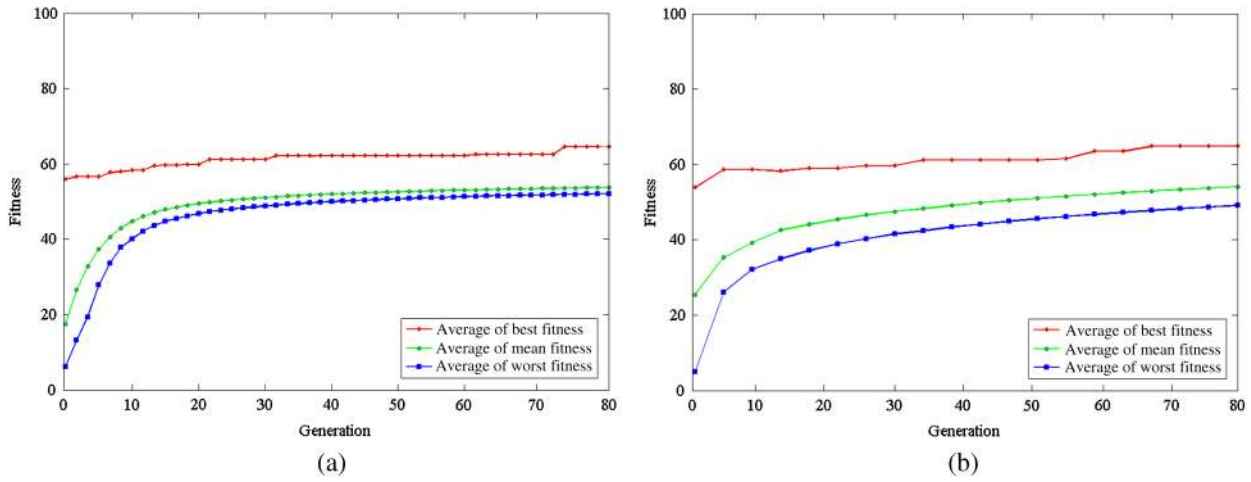 100
80
60
40
20
0
Fitness
0 10 20 30 40 50 60 70 80
Generation
Average of best fitness
Average of mean fitness
Average of worst fitness
(a)
100
80
60
40
20
0
Fitness
0 10 20 30 40 50 60 70 80
Generation
Average of best fitness
Average of mean fitness
Average of worst fitness
(b)